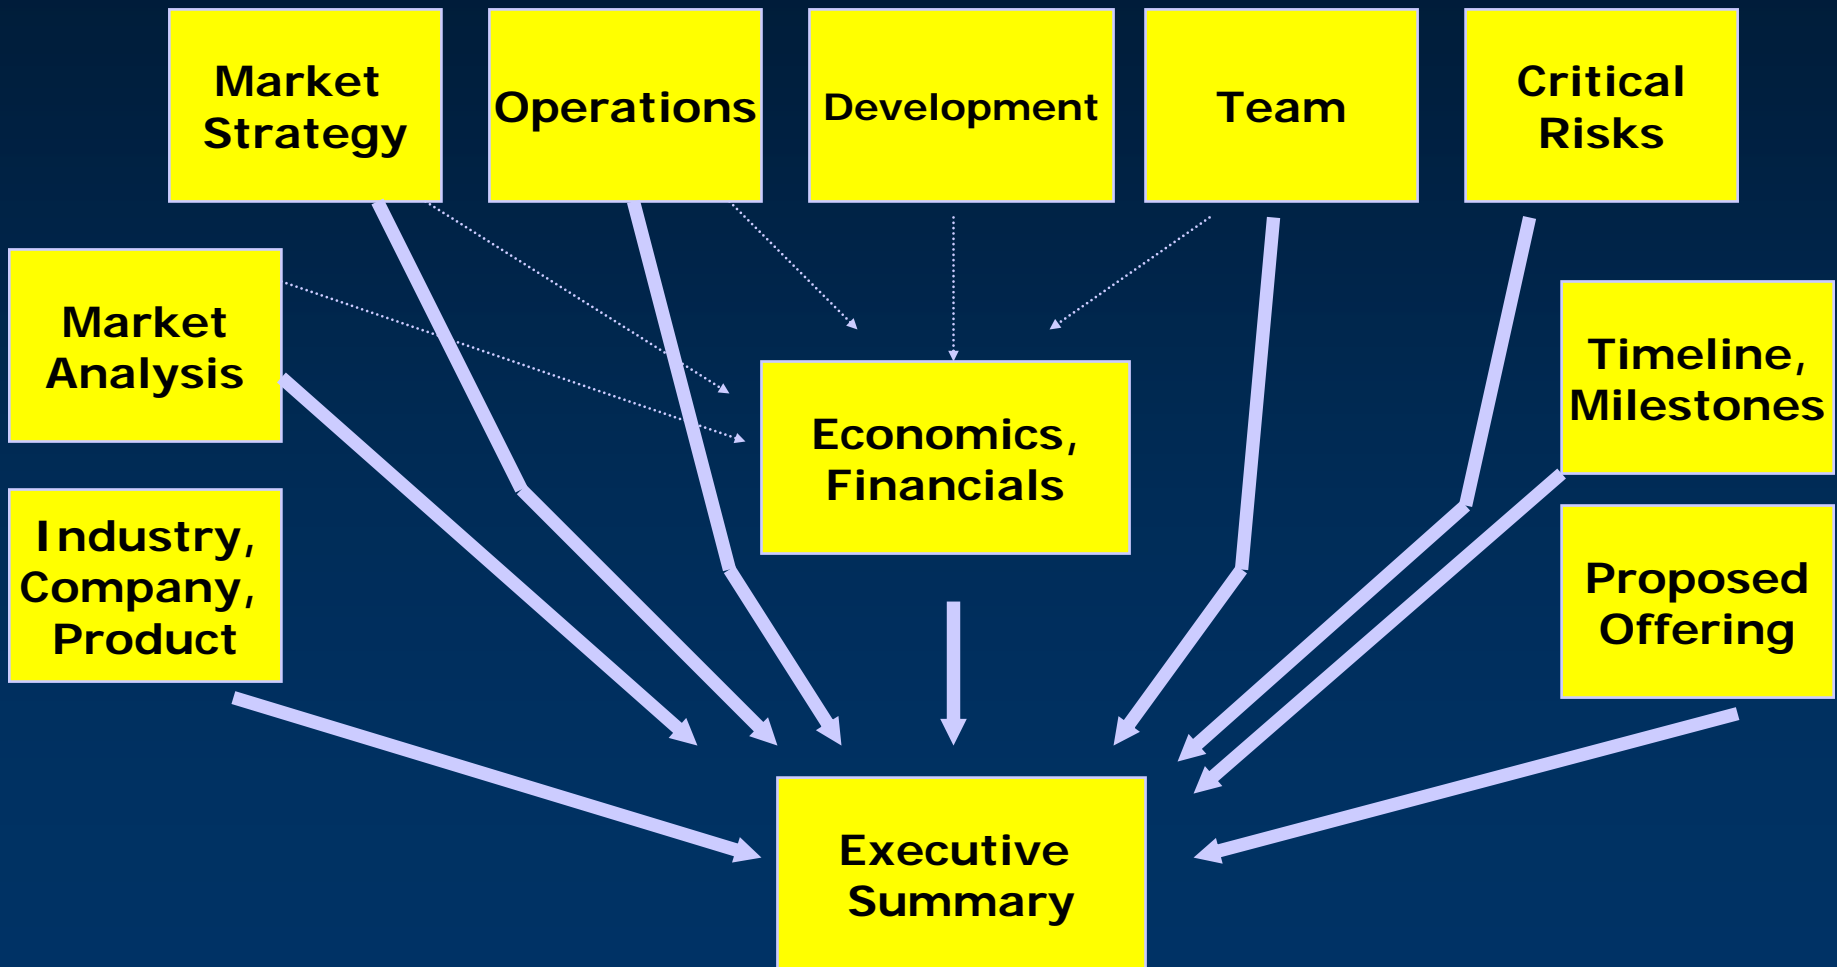 Market
Strategy
Operations
Development
Team
Critical
Risks
Market
Analysis
Timeline,
Milestones
Economics,
Financials
Industry,
Company,
Product
Proposed
Offering
Executive
Summary